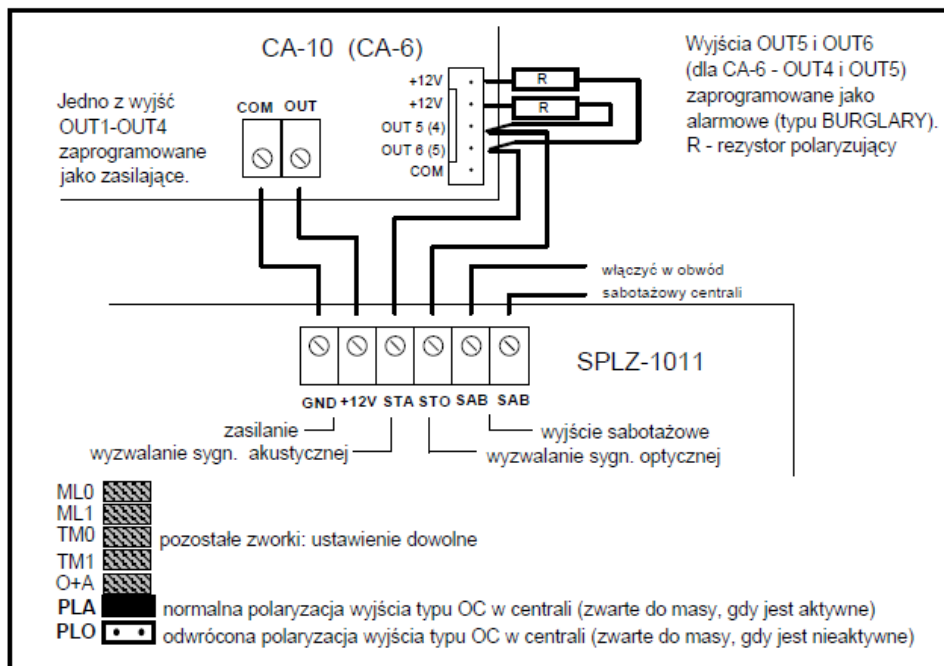 CA-10 (CA-6)
Jedno z wyjść
OUT1-OUT4
zaprogramowane
jako zasilające.
COM OUT
+12V
+12V
OUT 5 (4)
OUT 6 (5)
COM
R
R
Wyjścia OUT5 i OUT6
(dla CA-6 - OUT4 i OUT5)
zaprogramowane jako
alarmowe (typu BURGLARY).
R - rezystor polaryzujący
włączyć w obwód
sabotażowy centrali
SPLZ-1011
GND +12V STA STO SAB SAB
zasilanie
wyzwalanie sygn. akustycznej
wyjście sabotażowe
wyzwalanie sygn. optycznej
ML0
ML1
TM0
TM1
O+A
pozostałe zworki: ustawienie dowolne
PLA normalna polaryzacja wyjścia typu OC w centrali (zwarte do masy, gdy jest aktywne)
PLO odwrócona polaryzacja wyjścia typu OC w centrali (zwarte do masy, gdy jest nieaktywne)